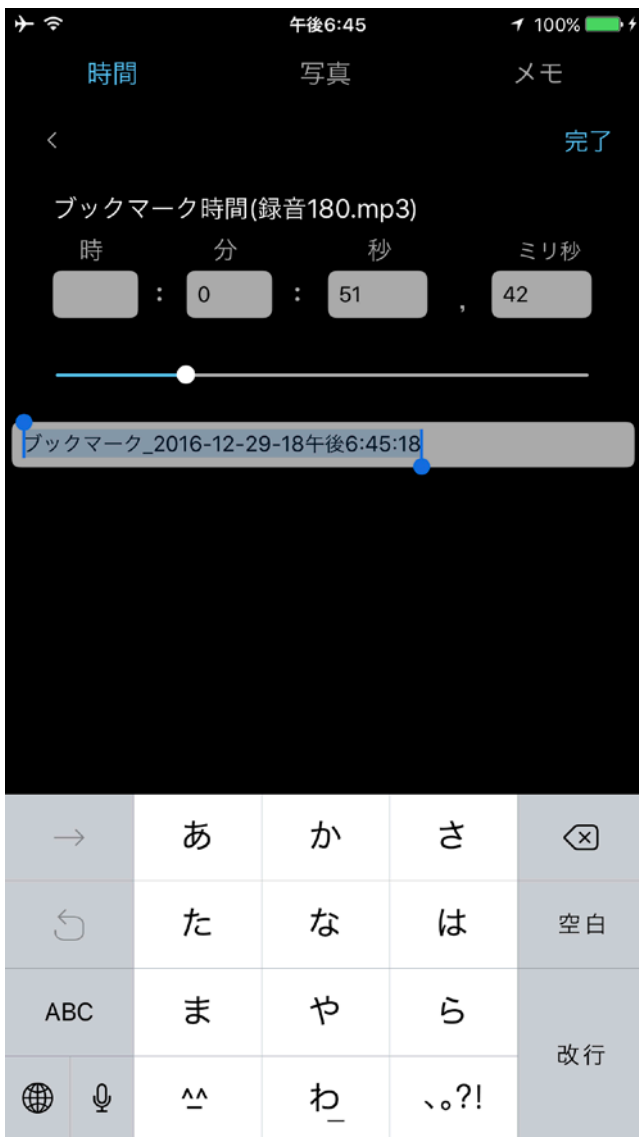 午後6:45 100%
時間 写真 メモ
完了
ブックマーク時間(録音180.mp3)
時 分 秒 ミリ秒
: 0 : 51 , 42
ブックマーク_2016-12-29-18午後6:45:18
→ あ か さ
た な は 空白
ABC ま や ら
改行
^^ わ_ 、。?!